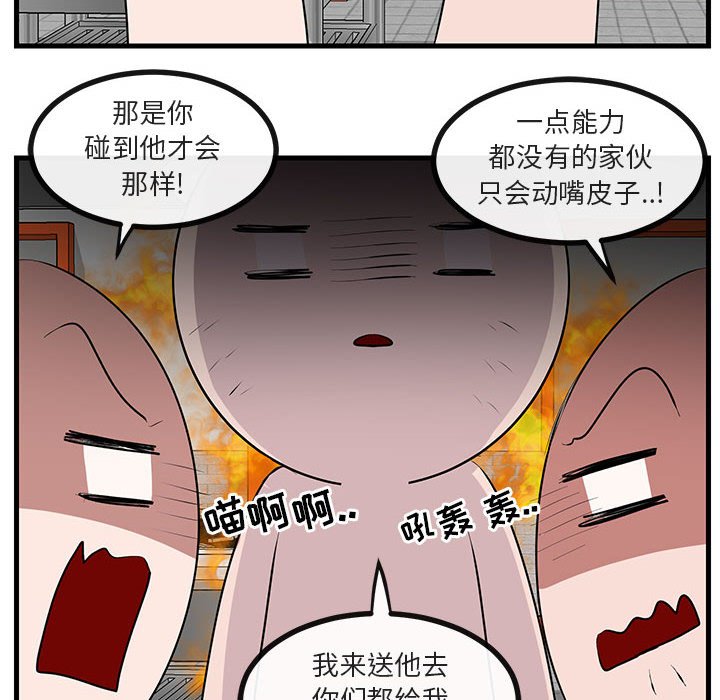 那是你
碰到他才会
那样!
一点能力
都没有的家伙
只会动嘴皮子..!
喵啊啊..
吼轰 轰..
我来送他去
你们都给我